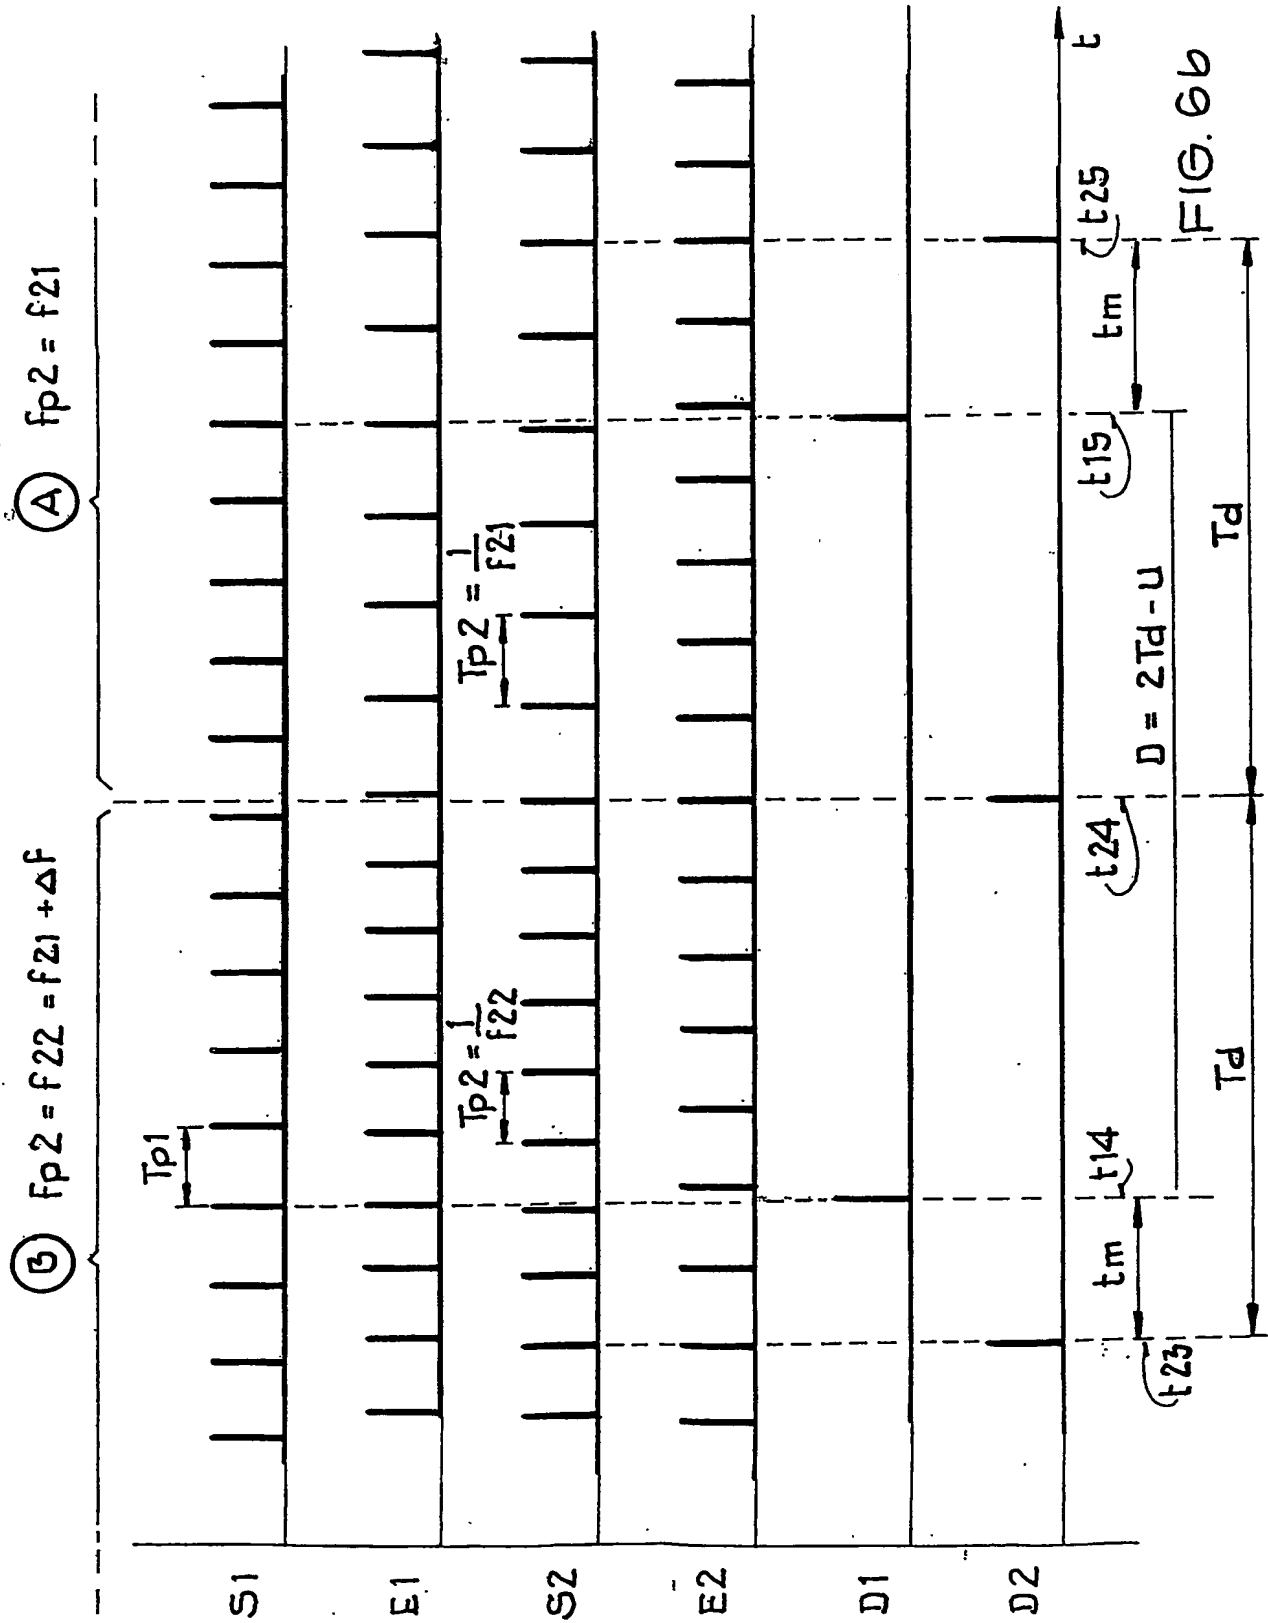 B Fp2 = F22 = F21 + ΔF
A Fp2 = F21
Tp1
S1
E1
Tp2 = 1/F22
Tp2 = 1/F21
S2
E2
D1
D2
t
t23
t14
t24
t15
t25
tm
tm
D = 2Td - U
Td
Td
FIG. 6b